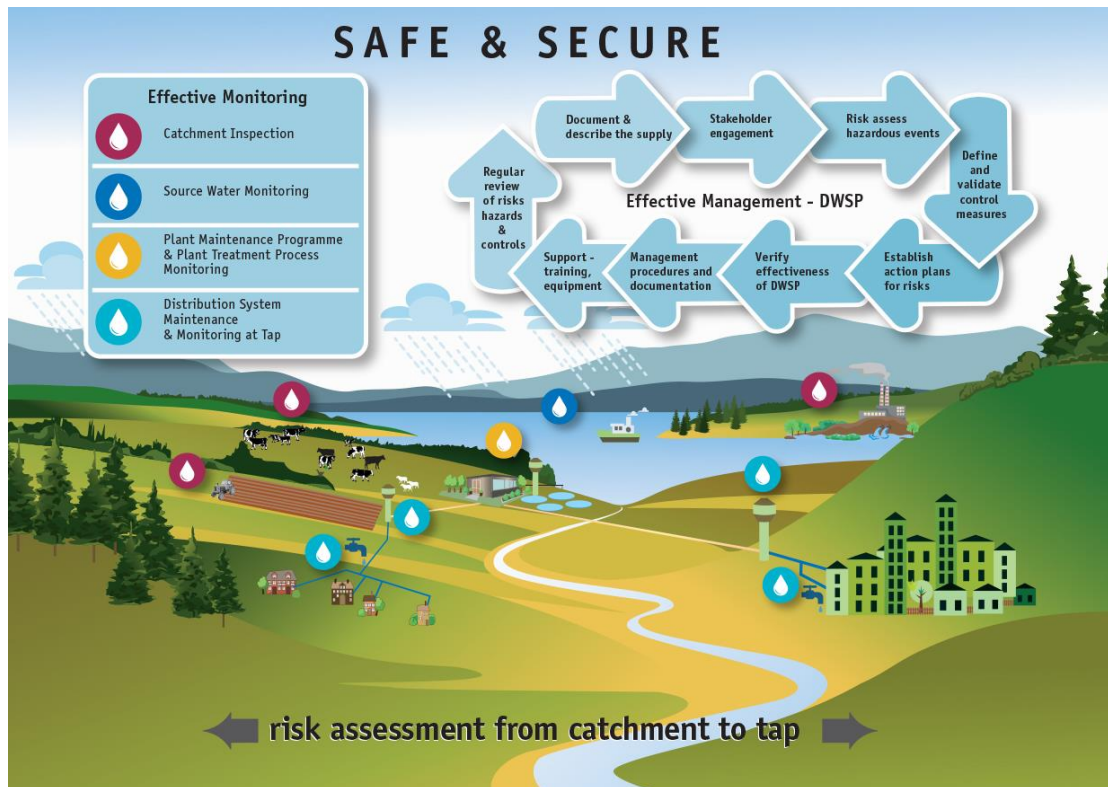 SAFE & SECURE
Effective Monitoring
Catchment Inspection
Source Water Monitoring
Plant Maintenance Programme
& Plant Treatment Process
Monitoring
Distribution System
Maintenance
& Monitoring at Tap
Document &
describe the supply
Stakeholder
engagement
Risk assess
hazardous events
Define
and
validate
control
measures
Establish
action plans
for risks
Verify
effectiveness
of DWSP
Management
procedures and
documentation
Support -
training,
equipment
Regular
review
of risks
hazards
&
controls
Effective Management - DWSP
risk assessment from catchment to tap